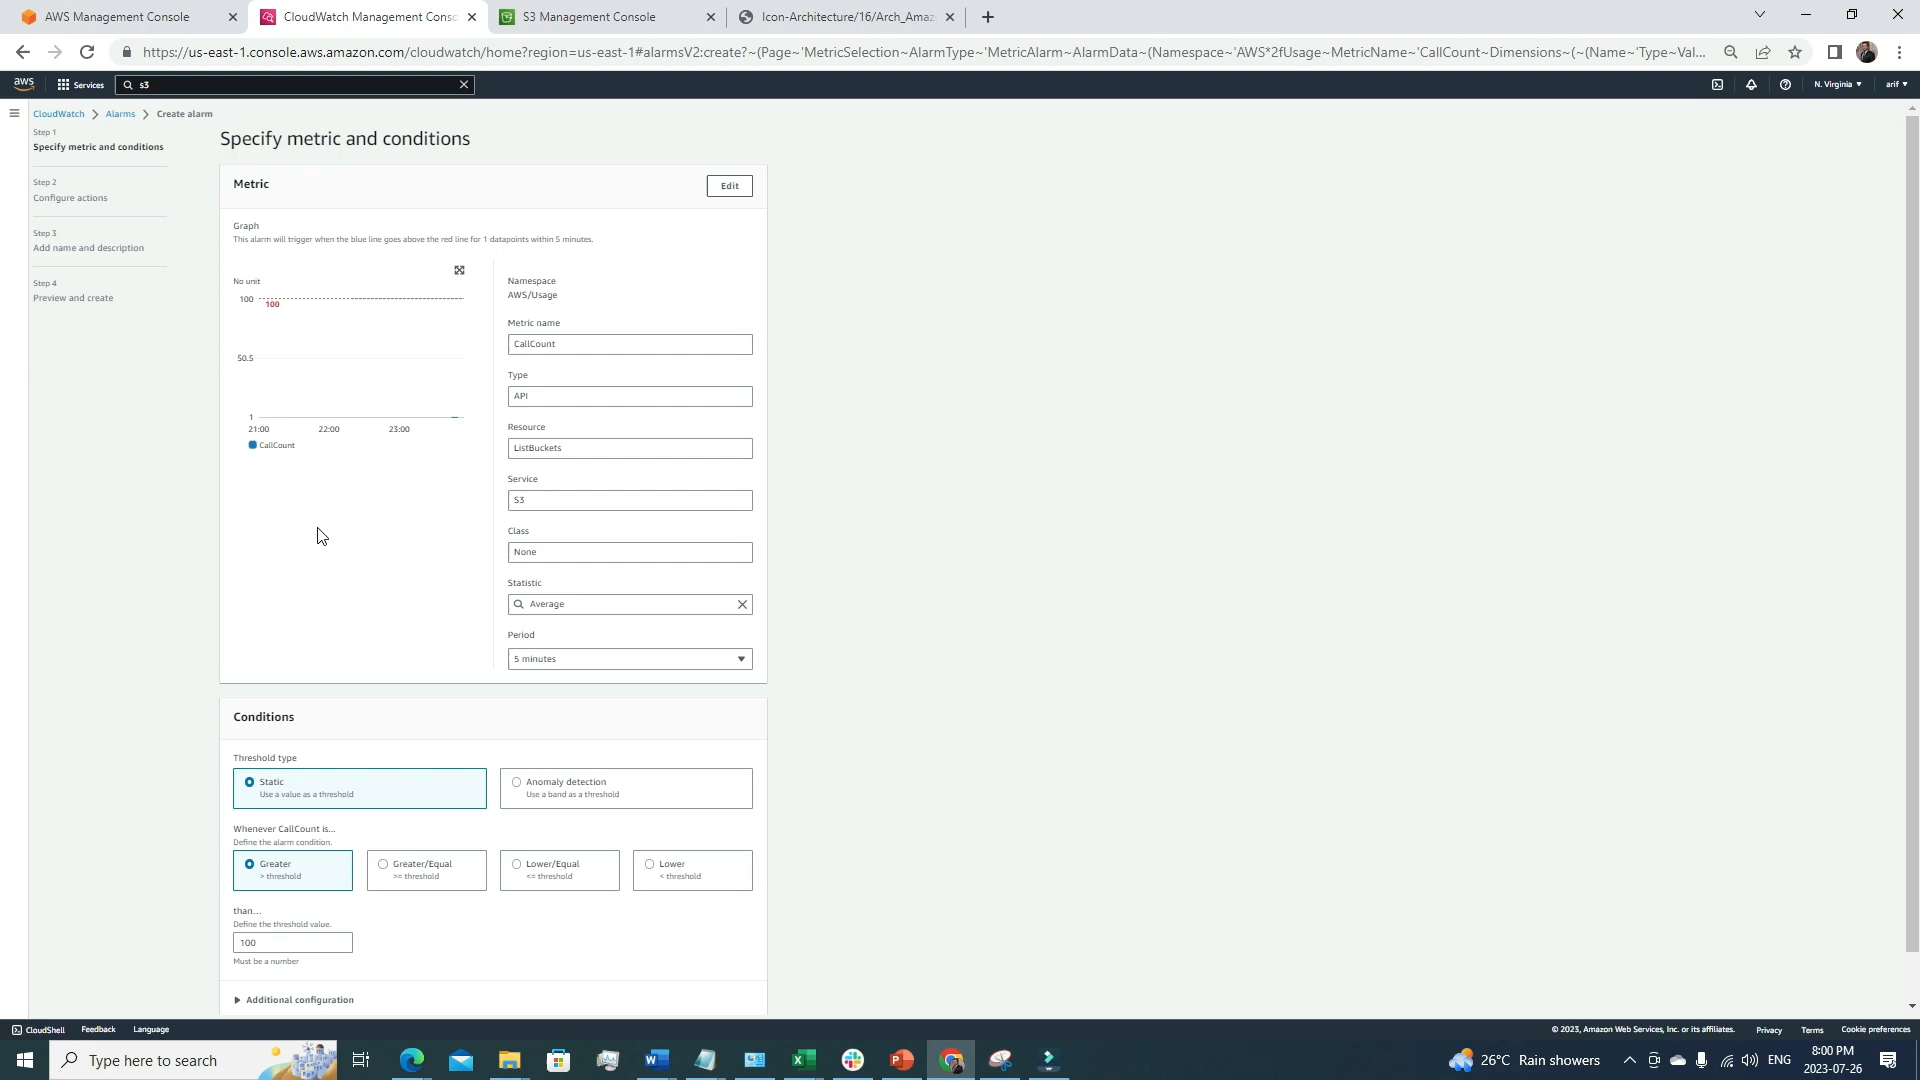 AWS Management Console
CloudWatch Management Conso
S3 Management Console
Icon-Architecture/16/Arch_Amaz
https://us-east-1.console.aws.amazon.com/cloudwatch/home?region=us-east-1#alarmsV2:create?~(Page~'MetricSelection~AlarmType~'MetricAlarm~AlarmData~(Namespace~'AWS*2fUsage~MetricName~'CallCount~Dimensions~(~(Name~'Type~Val...
aws
Services
s3
N. Virginia
arif
CloudWatch
Alarms
Create alarm
Step 1
Specify metric and conditions
Step 2
Configure actions
Step 3
Add name and description
Step 4
Preview and create
Specify metric and conditions
Metric
Edit
Graph
This alarm will trigger when the blue line goes above the red line for 1 datapoints within 5 minutes.
No unit
100
100
50.5
1
21:00
22:00
23:00
CallCount
Namespace
AWS/Usage
Metric name
CallCount
Type
API
Resource
ListBuckets
Service
S3
Class
None
Statistic
Average
Period
5 minutes
Conditions
Threshold type
Static
Use a value as a threshold
Anomaly detection
Use a band as a threshold
Whenever CallCount is...
Define the alarm condition.
Greater
> threshold
Greater/Equal
>= threshold
Lower/Equal
<= threshold
Lower
< threshold
than...
Define the threshold value.
100
Must be a number
Additional configuration
CloudShell
Feedback
Language
© 2023, Amazon Web Services, Inc. or its affiliates.
Privacy
Terms
Cookie preferences
Type here to search
26°C Rain showers
ENG
8:00 PM
2023-07-26